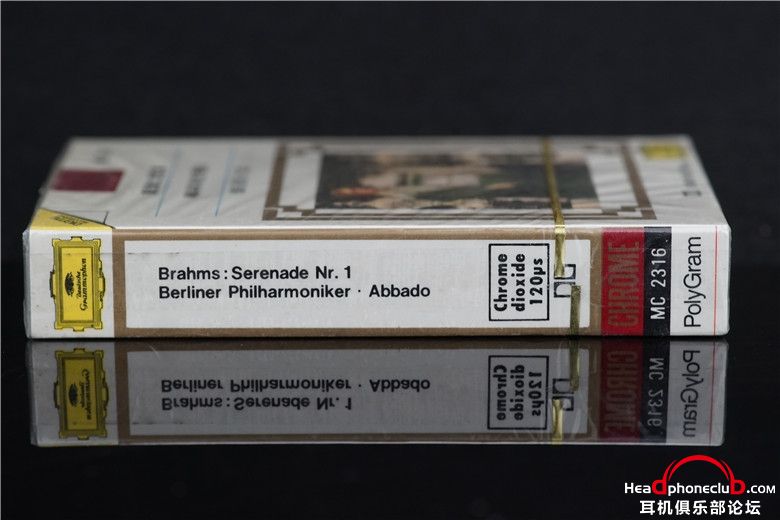 Deutsche
Grammophon
Brahms: Serenade Nr. 1
Berliner Philharmoniker · Abbado
Chrome
dioxide
120µs
CHROME
MC 2316
PolyGram
HeadphoneclubD.com
耳机俱乐部论坛